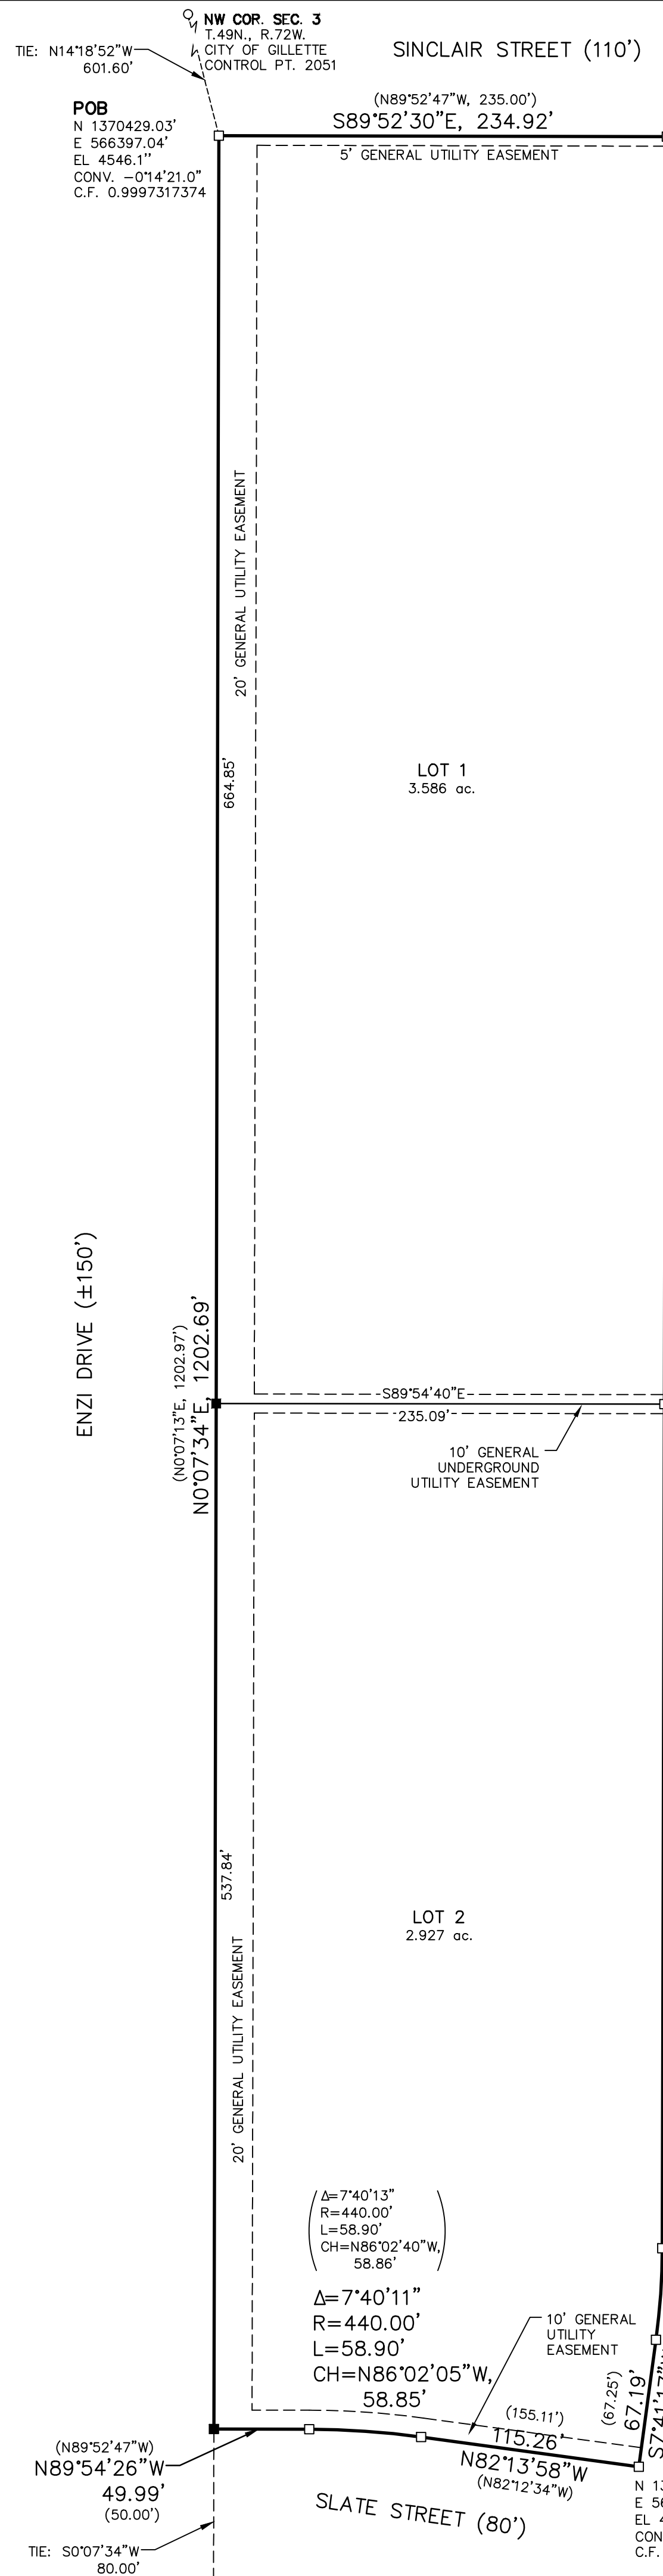 NW COR. SEC. 3
T.49N., R.72W.
CITY OF GILLETTE
CONTROL PT. 2051
TIE: N14°18'52"W
601.60'
SINCLAIR STREET (110')
POB
N 1370429.03'
E 566397.04'
EL 4546.1''
CONV. -0°14'21.0"
C.F. 0.9997317374
(N89°52'47"W, 235.00')
S89°52'30"E, 234.92'
5' GENERAL UTILITY EASEMENT
20' GENERAL UTILITY EASEMENT
664.85'
LOT 1
3.586 ac.
ENZI DRIVE (±150')
(N0°07'13"E, 1202.97')
N0°07'34"E, 1202.69'
S89°54'40"E
235.09'
10' GENERAL
UNDERGROUND
UTILITY EASEMENT
537.84'
LOT 2
2.927 ac.
20' GENERAL UTILITY EASEMENT
Δ=7°40'13"
R=440.00'
L=58.90'
CH=N86°02'40"W,
58.86'
Δ=7°40'11"
R=440.00'
L=58.90'
CH=N86°02'05"W,
58.85'
10' GENERAL
UTILITY
EASEMENT
(67.25')
67.19'
S7°41'17"W
(155.11')
115.26'
N82°13'58"W
(N82°12'34"W)
(N89°52'47"W)
N89°54'26"W
49.99'
(50.00')
SLATE STREET (80')
N 13
E 56
EL 4
CON
C.F.
TIE: S0°07'34"W
80.00'